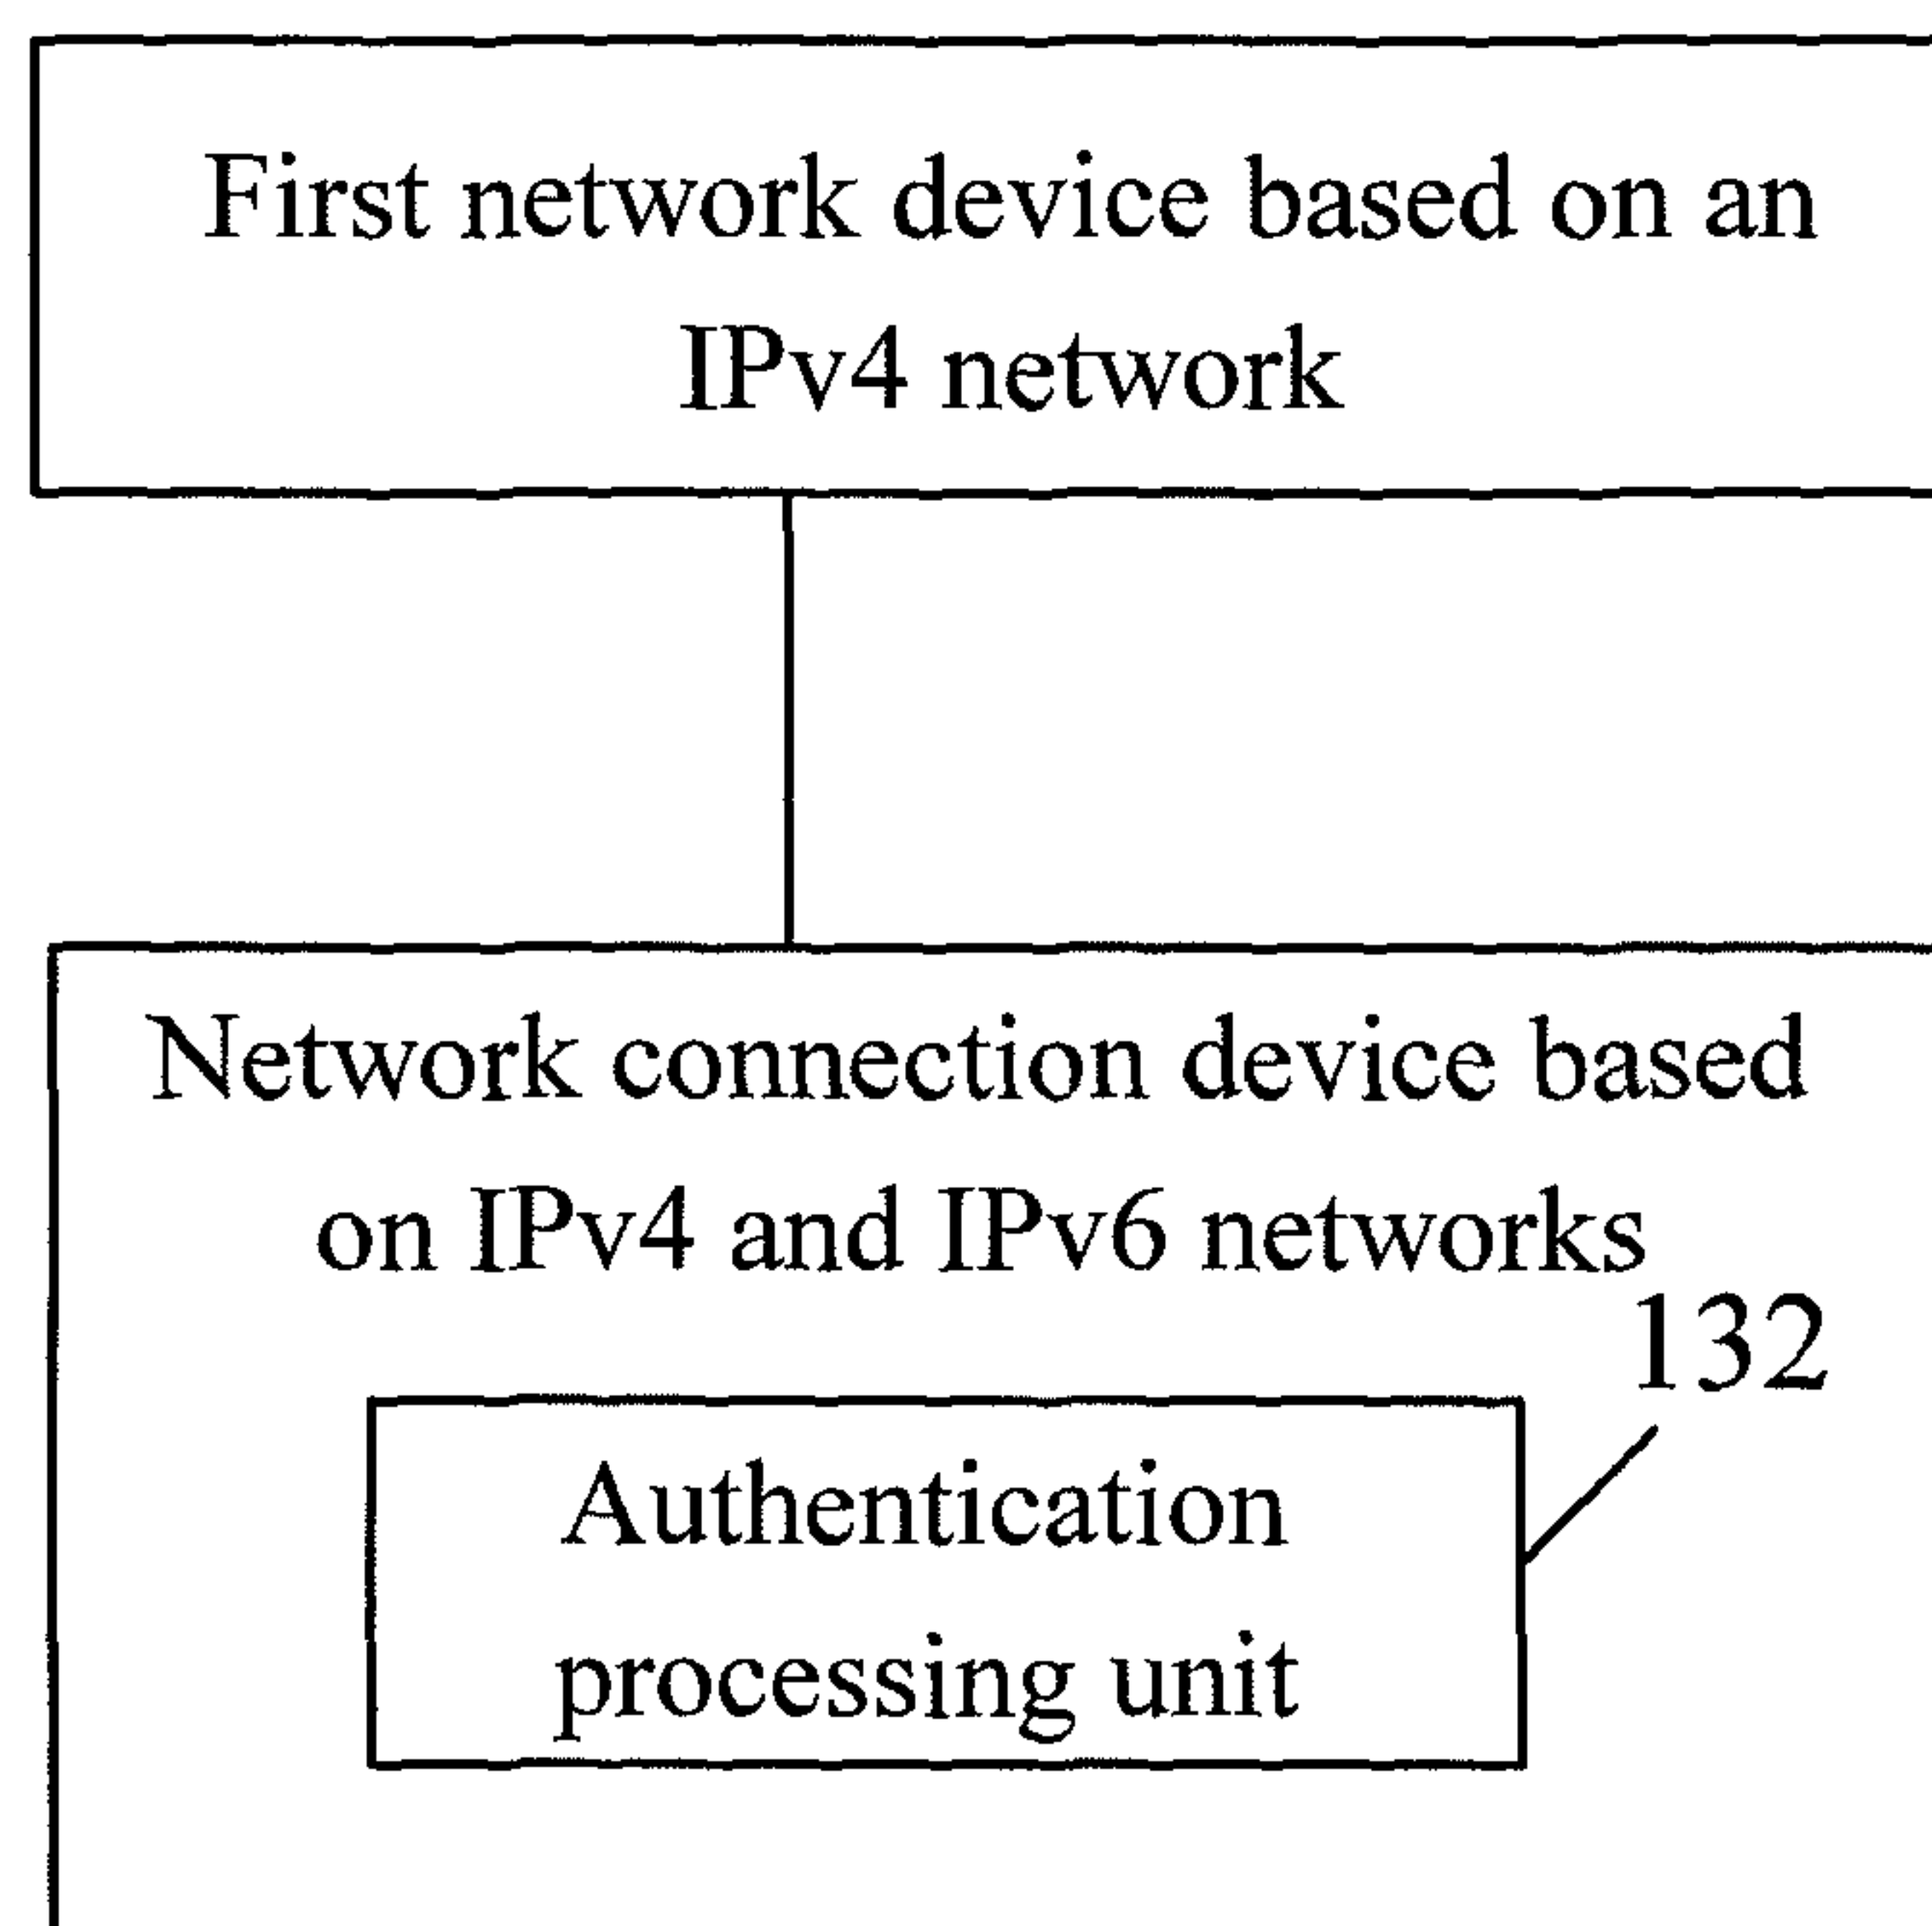 First network device based on an
IPv4 network
Network connection device based
on IPv4 and IPv6 networks
132
Authentication
processing unit